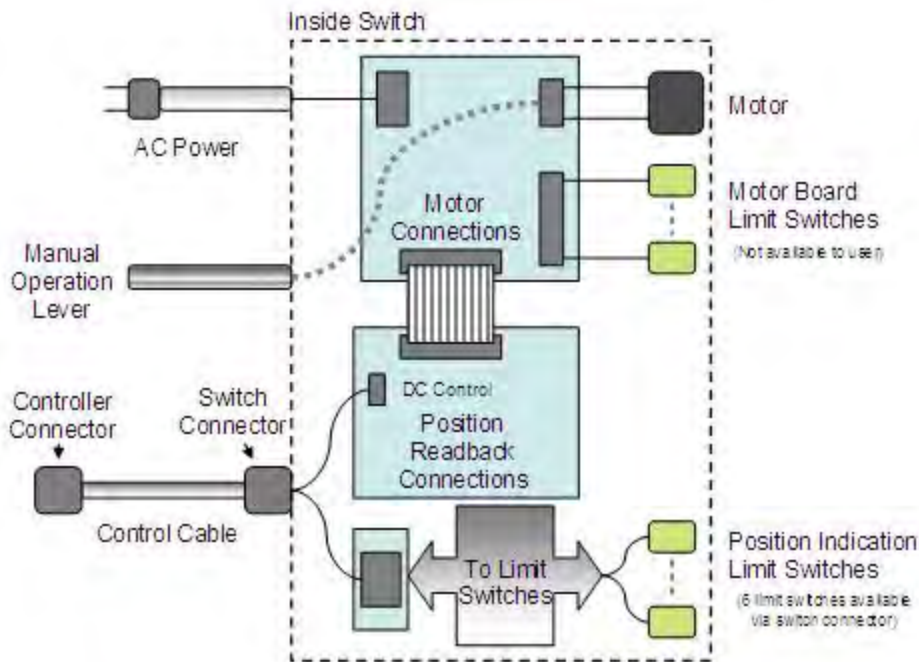 Inside Switch
AC Power
Motor
Motor
Connections
Motor Board
Limit Switches
(Not available to user)
Manual
Operation
Lever
DC Control
Position
Readback
Connections
Controller
Connector
Switch
Connector
Control Cable
To Limit
Switches
Position Indication
Limit Switches
(6 limit switches available
via switch connector)